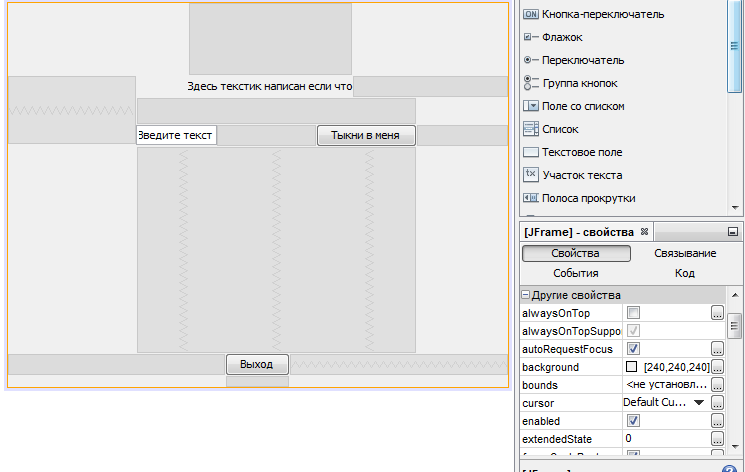 Здесь текстик написан если что
Зведите текст
Тыкни в меня
Выход
Кнопка-переключатель
Флажок
Переключатель
Группа кнопок
Поле со списком
Список
Текстовое поле
Участок текста
Полоса прокрутки
[JFrame] - свойства
Свойства Связывание
События Код
Другие свойства
alwaysOnTop ...
alwaysOnTopSuppo
autoRequestFocus ...
background [240,240,240] ...
bounds <не установл... ...
cursor Default Cu... ...
enabled ...
extendedState 0 ...